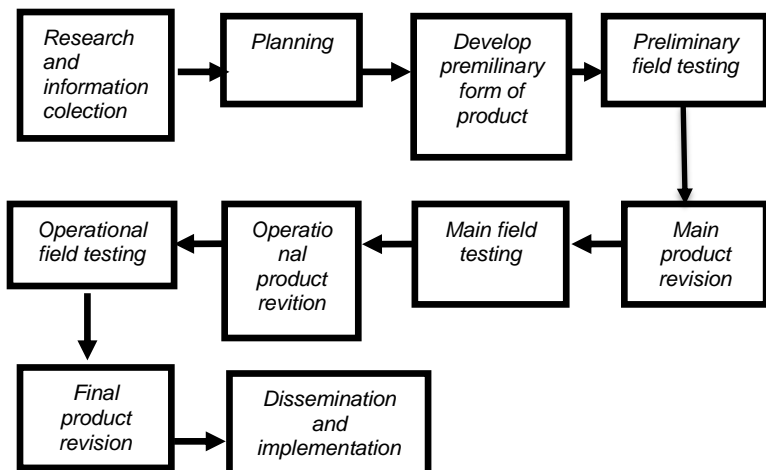 Research
and
information
colection
Planning
Develop
premilinary
form of
product
Preliminary
field testing
Main
product
revision
Main field
testing
Operatio
nal
product
revition
Operational
field testing
Final
product
revision
Dissemination
and
implementation